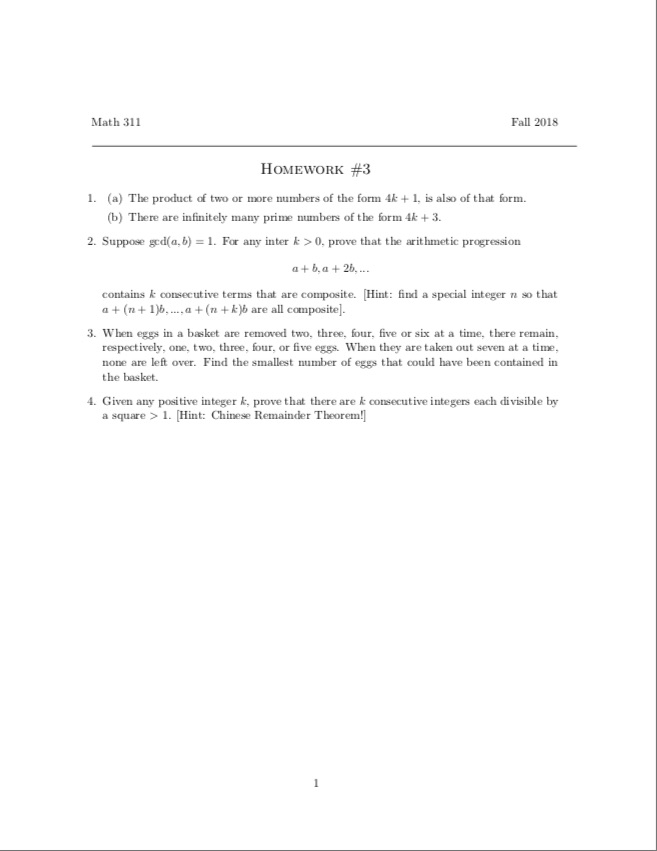 Math 311 Fall 2018
Homework #3
1. (a) The product of two or more numbers of the form 4k + 1, is also of that form.
(b) There are infinitely many prime numbers of the form 4k + 3.
2. Suppose gcd(a, b) = 1. For any inter k > 0, prove that the arithmetic progression
a + b, a + 2b, ...
contains k consecutive terms that are composite. [Hint: find a special integer n so that
a + (n + 1)b, ..., a + (n + k)b are all composite].
3. When eggs in a basket are removed two, three, four, five or six at a time, there remain,
respectively, one, two, three, four, or five eggs. When they are taken out seven at a time,
none are left over. Find the smallest number of eggs that could have been contained in
the basket.
4. Given any positive integer k, prove that there are k consecutive integers each divisible by
a square > 1. [Hint: Chinese Remainder Theorem!]
1